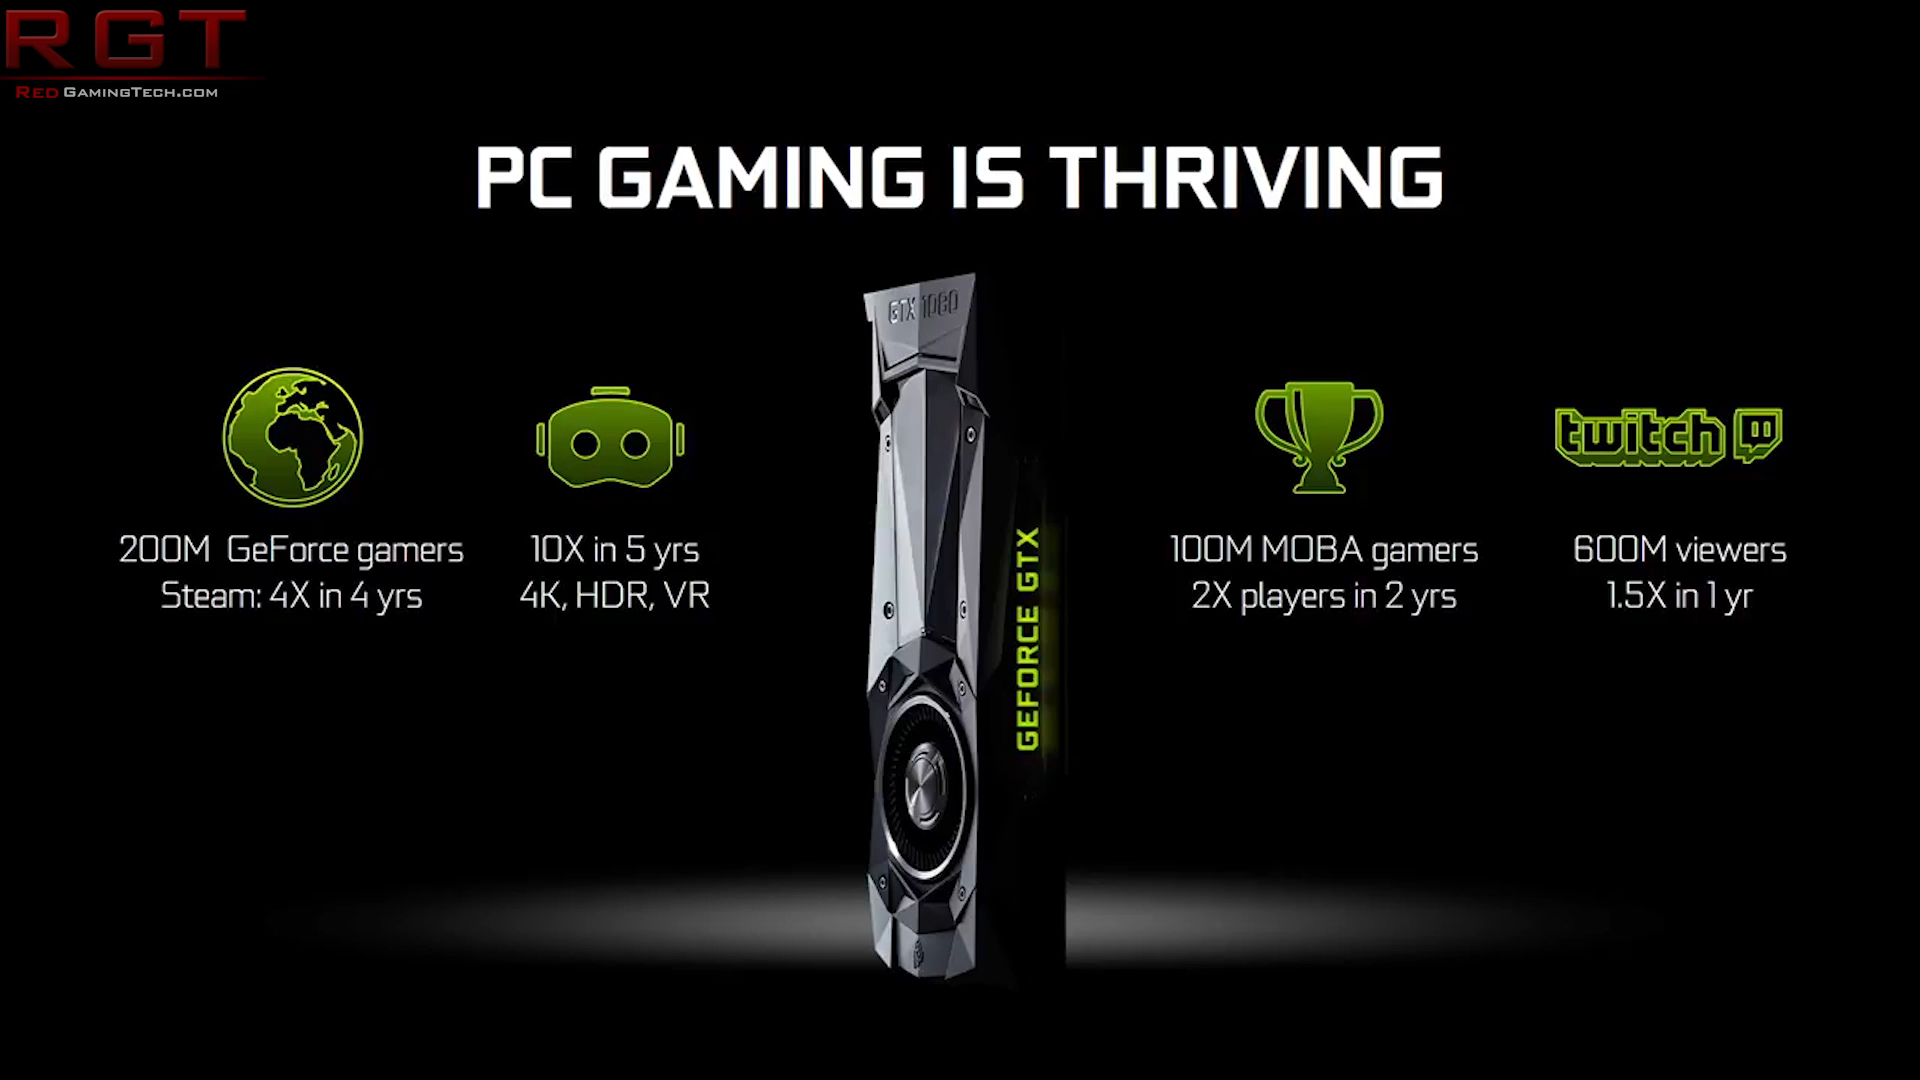 RGT
RED GAMINGTECH.COM
PC GAMING IS THRIVING
GTX 1060
200M GeForce gamers
Steam: 4X in 4 yrs
10X in 5 yrs
4K, HDR, VR
GEFORCE GTX
100M MOBA gamers
2X players in 2 yrs
twitch
600M viewers
1.5X in 1 yr